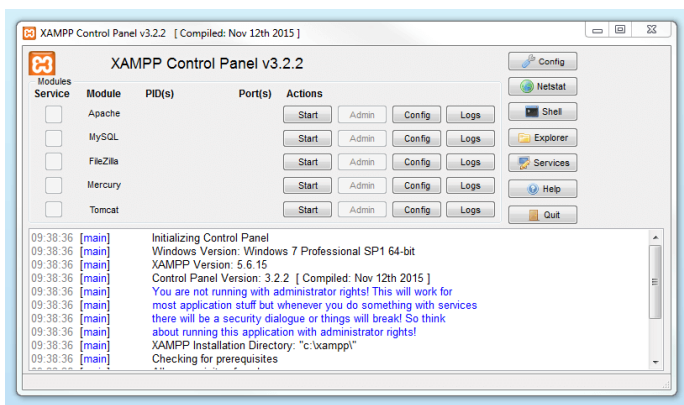 XAMPP Control Panel v3.2.2 [ Compiled: Nov 12th 2015 ]
XAMPP Control Panel v3.2.2
Config
Modules
Service Module PID(s) Port(s) Actions
Netstat
Apache Start Admin Config Logs
Shell
MySQL Start Admin Config Logs
Explorer
FileZilla Start Admin Config Logs
Services
Mercury Start Admin Config Logs
Help
Tomcat Start Admin Config Logs
Quit
09:38:36 [main] Initializing Control Panel
09:38:36 [main] Windows Version: Windows 7 Professional SP1 64-bit
09:38:36 [main] XAMPP Version: 5.6.15
09:38:36 [main] Control Panel Version: 3.2.2 [ Compiled: Nov 12th 2015 ]
09:38:36 [main] You are not running with administrator rights! This will work for
09:38:36 [main] most application stuff but whenever you do something with services
09:38:36 [main] there will be a security dialogue or things will break! So think
09:38:36 [main] about running this application with administrator rights!
09:38:36 [main] XAMPP Installation Directory: "c:\xampp\"
09:38:36 [main] Checking for prerequisites